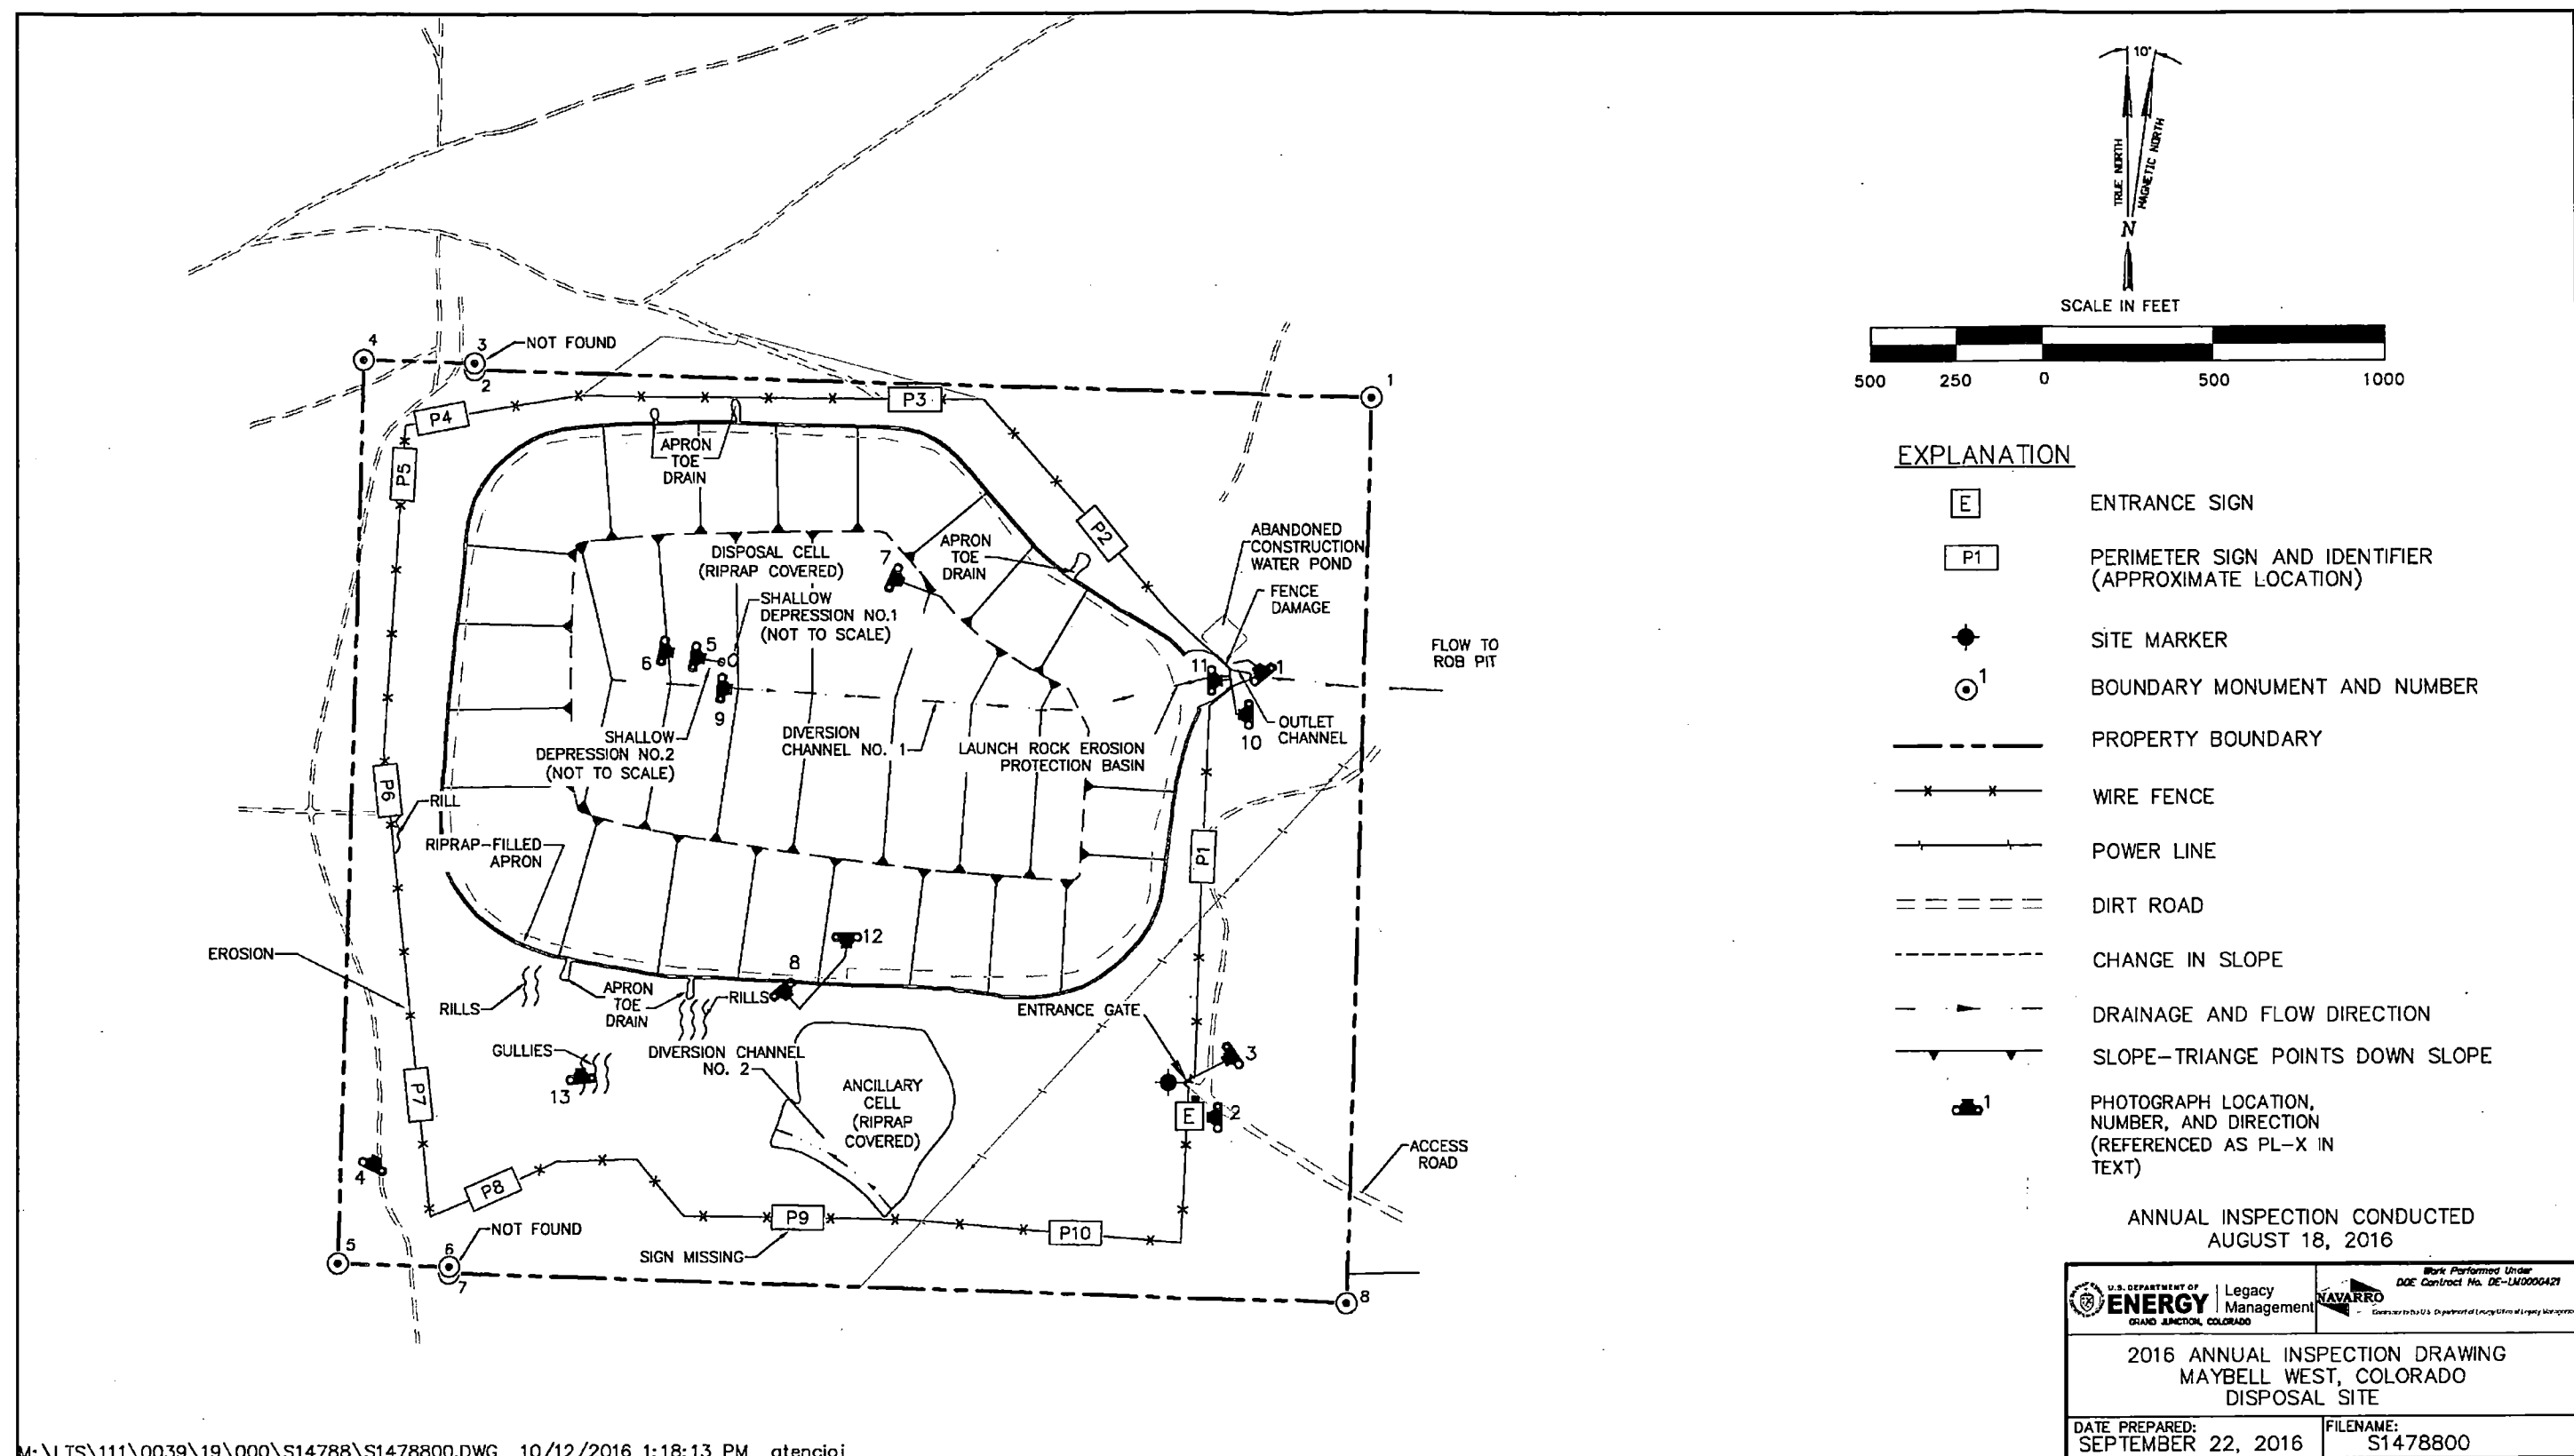 10°
TRUE NORTH
MAGNETIC NORTH
N
SCALE IN FEET
500 250 0 500 1000
4
3
NOT FOUND
2
1
P3
P4
P5
APRON
TOE
DRAIN
P2
ABANDONED
CONSTRUCTION
WATER POND
APRON
TOE
DRAIN
DISPOSAL CELL
(RIPRAP COVERED)
7
FENCE
DAMAGE
SHALLOW
DEPRESSION NO.1
(NOT TO SCALE)
6
5
FLOW TO
ROB PIT
11
1
9
SHALLOW
DEPRESSION NO.2
(NOT TO SCALE)
DIVERSION
CHANNEL NO. 1
LAUNCH ROCK EROSION
PROTECTION BASIN
OUTLET
CHANNEL
10
P6
RILL
RIPRAP-FILLED
APRON
P1
12
EROSION
8
RILLS
APRON
TOE
DRAIN
RILLS
ENTRANCE GATE
GULLIES
DIVERSION CHANNEL
NO. 2
3
13
P7
ANCILLARY
CELL
(RIPRAP
COVERED)
E
2
ACCESS
ROAD
4
P8
P9
P10
NOT FOUND
SIGN MISSING
5
6
7
8
EXPLANATION
E
ENTRANCE SIGN
P1
PERIMETER SIGN AND IDENTIFIER
(APPROXIMATE LOCATION)
SITE MARKER
1
BOUNDARY MONUMENT AND NUMBER
PROPERTY BOUNDARY
WIRE FENCE
POWER LINE
DIRT ROAD
CHANGE IN SLOPE
DRAINAGE AND FLOW DIRECTION
SLOPE-TRIANGE POINTS DOWN SLOPE
1
PHOTOGRAPH LOCATION,
NUMBER, AND DIRECTION
(REFERENCED AS PL-X IN
TEXT)
ANNUAL INSPECTION CONDUCTED
AUGUST 18, 2016
U.S. DEPARTMENT OF
ENERGY
Legacy
Management
GRAND JUNCTION, COLORADO
NAVARRO
Work Performed Under
DOE Contract No. DE-LM0000421
2016 ANNUAL INSPECTION DRAWING
MAYBELL WEST, COLORADO
DISPOSAL SITE
DATE PREPARED:
SEPTEMBER 22, 2016
FILENAME:
S1478800
M:\LTS\111\0039\19\000\S14788\S1478800.DWG 10/12/2016 1:18:13 PM atencioj